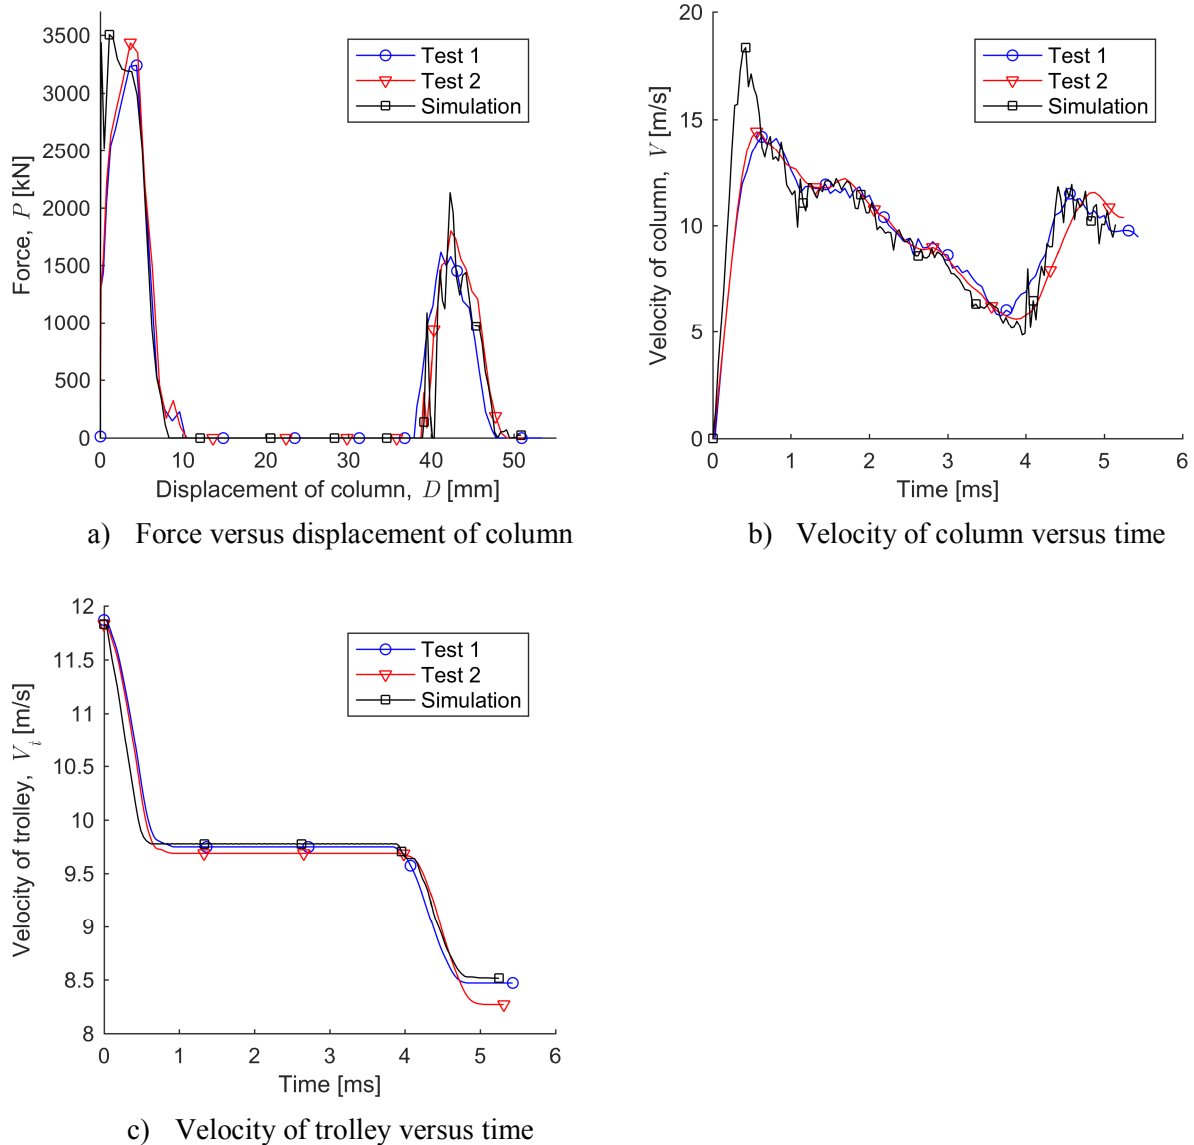 3500
3000
2500
2000
1500
1000
500
0
Force, P [kN]
Test 1
Test 2
Simulation
0 10 20 30 40 50
Displacement of column, D [mm]
a) Force versus displacement of column
20
15
10
5
0
Velocity of column, V [m/s]
Test 1
Test 2
Simulation
0 1 2 3 4 5 6
Time [ms]
b) Velocity of column versus time
12
11.5
11
10.5
10
9.5
9
8.5
8
Velocity of trolley, V_i [m/s]
Test 1
Test 2
Simulation
0 1 2 3 4 5 6
Time [ms]
c) Velocity of trolley versus time